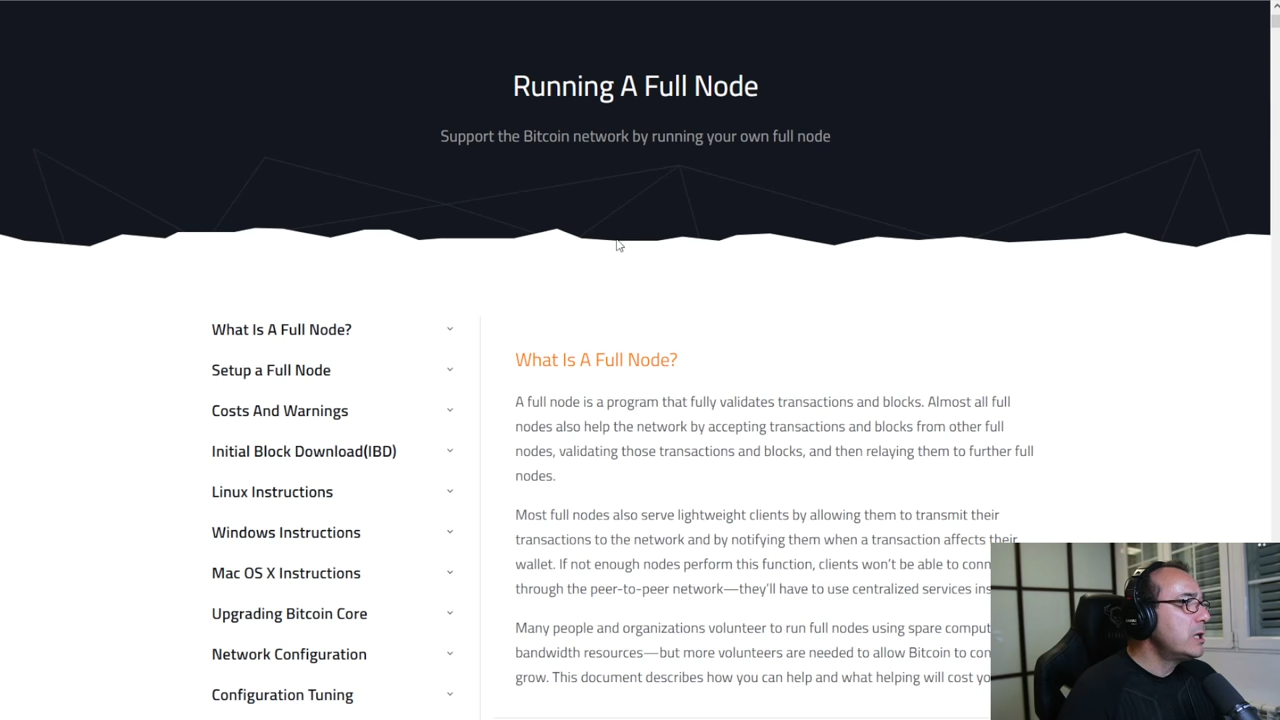 Running A Full Node
Support the Bitcoin network by running your own full node
What Is A Full Node?
Setup a Full Node
Costs And Warnings
Initial Block Download(IBD)
Linux Instructions
Windows Instructions
Mac OS X Instructions
Upgrading Bitcoin Core
Network Configuration
Configuration Tuning
What Is A Full Node?
A full node is a program that fully validates transactions and blocks. Almost all full
nodes also help the network by accepting transactions and blocks from other full
nodes, validating those transactions and blocks, and then relaying them to further full
nodes.
Most full nodes also serve lightweight clients by allowing them to transmit their
transactions to the network and by notifying them when a transaction affects their
wallet. If not enough nodes perform this function, clients won't be able to conn
through the peer-to-peer network—they'll have to use centralized services ins
Many people and organizations volunteer to run full nodes using spare comput
bandwidth resources—but more volunteers are needed to allow Bitcoin to con
grow. This document describes how you can help and what helping will cost yo